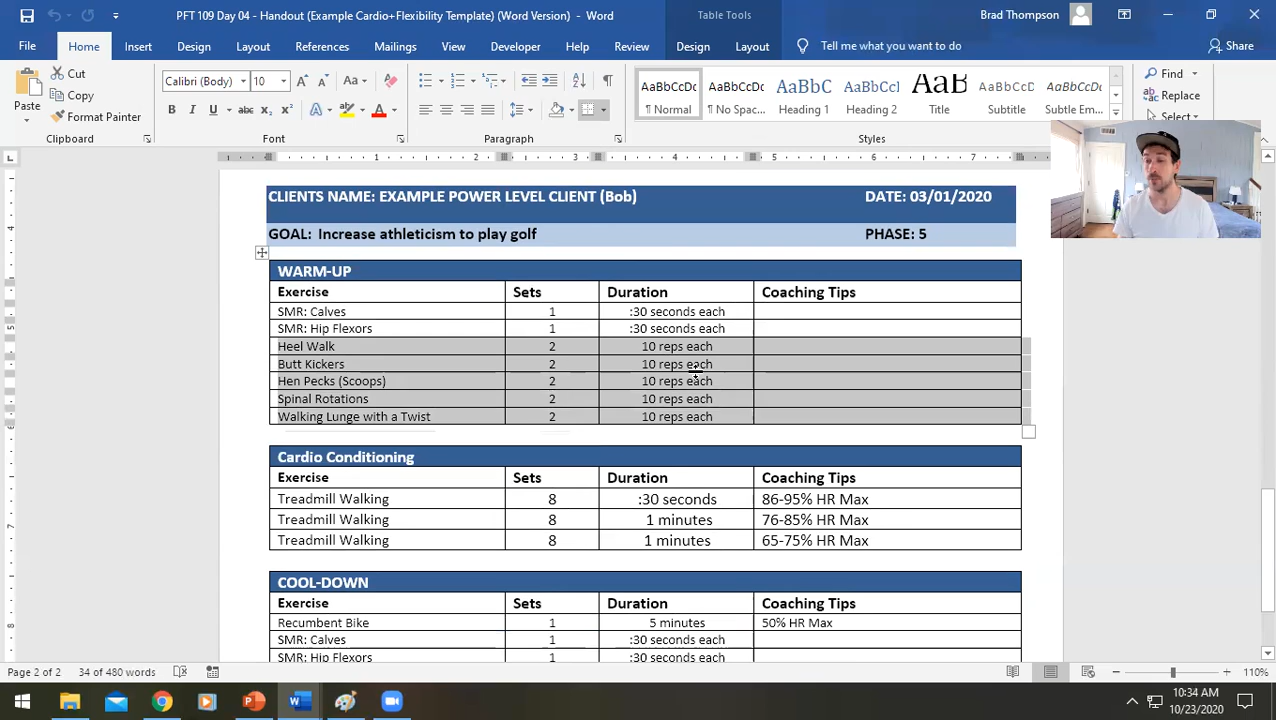 PFT 109 Day 04 - Handout (Example Cardio+Flexibility Template) (Word Version) - Word
Table Tools
Brad Thompson
File Home Insert Design Layout References Mailings View Developer Help Review Design Layout Tell me what you want to do Share
Paste
Cut
Copy
Format Painter
Calibri (Body) 10
AaBbCcDc AaBbCcDc AaBbC AaBbCcI AaB AaBbCcD AaBbCcDc
¶ Normal ¶ No Spac... Heading 1 Heading 2 Title Subtitle Subtle Em...
Find
Replace
Select
Clipboard Font Paragraph Styles
1 2 3 4 5 6 7
CLIENTS NAME: EXAMPLE POWER LEVEL CLIENT (Bob) DATE: 03/01/2020
GOAL: Increase athleticism to play golf PHASE: 5
WARM-UP
Exercise Sets Duration Coaching Tips
SMR: Calves 1 :30 seconds each
SMR: Hip Flexors 1 :30 seconds each
Heel Walk 2 10 reps each
Butt Kickers 2 10 reps each
Hen Pecks (Scoops) 2 10 reps each
Spinal Rotations 2 10 reps each
Walking Lunge with a Twist 2 10 reps each
Cardio Conditioning
Exercise Sets Duration Coaching Tips
Treadmill Walking 8 :30 seconds 86-95% HR Max
Treadmill Walking 8 1 minutes 76-85% HR Max
Treadmill Walking 8 1 minutes 65-75% HR Max
COOL-DOWN
Exercise Sets Duration Coaching Tips
Recumbent Bike 1 5 minutes 50% HR Max
SMR: Calves 1 :30 seconds each
SMR: Hip Flexors 1 :30 seconds each
Page 2 of 2 34 of 480 words 110%
10:34 AM
10/23/2020